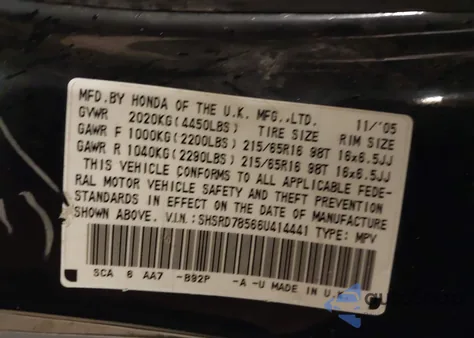 MFD.BY HONDA OF THE U.K. MFG.,LTD. 11/'05
GVWR 2020KG(4450LBS) TIRE SIZE RIM SIZE
GAWR F 1000KG(2200LBS) 215/65R16 98T 16x6.5JJ
GAWR R 1040KG(2290LBS) 215/65R16 98T 16x6.5JJ
THIS VEHICLE CONFORMS TO ALL APPLICABLE FEDE-
RAL MOTOR VEHICLE SAFETY AND THEFT PREVENTION
STANDARDS IN EFFECT ON THE DATE OF MANUFACTURE
SHOWN ABOVE. V.I.N.:SHSRD78566U414441 TYPE: MPV
SCA 6 AA7 -B92P -A -U MADE IN U.K.